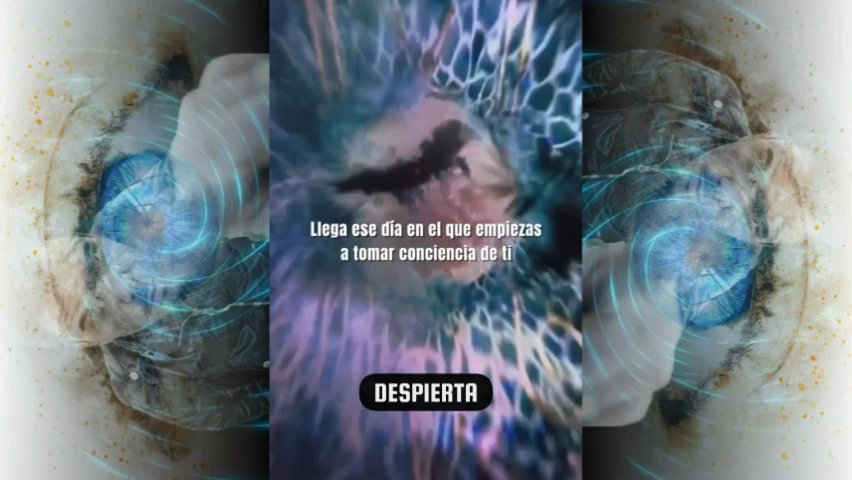 Llega ese día en el que empiezas
a tomar conciencia de ti
DESPIERTA